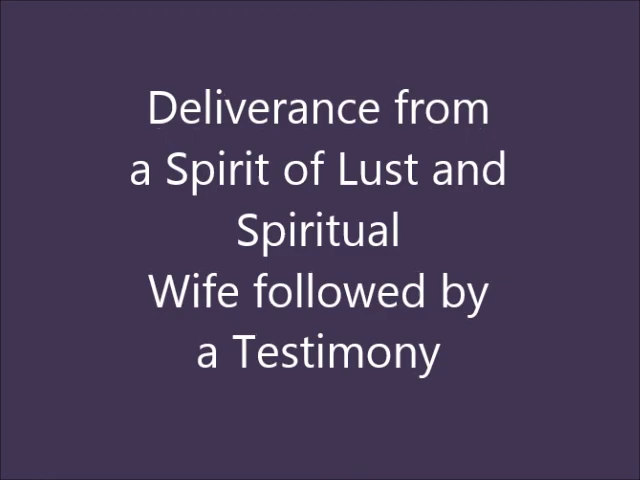 Deliverance from
a Spirit of Lust and
Spiritual
Wife followed by
a Testimony